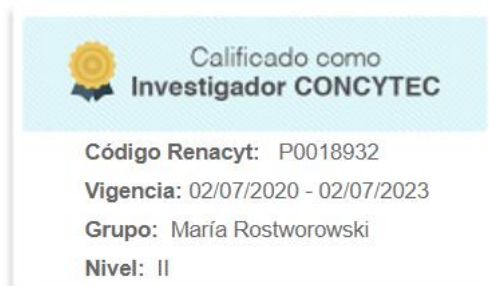 Calificado como
Investigador CONCYTEC
Código Renacyt: P0018932
Vigencia: 02/07/2020 - 02/07/2023
Grupo: María Rostworowski
Nivel: II